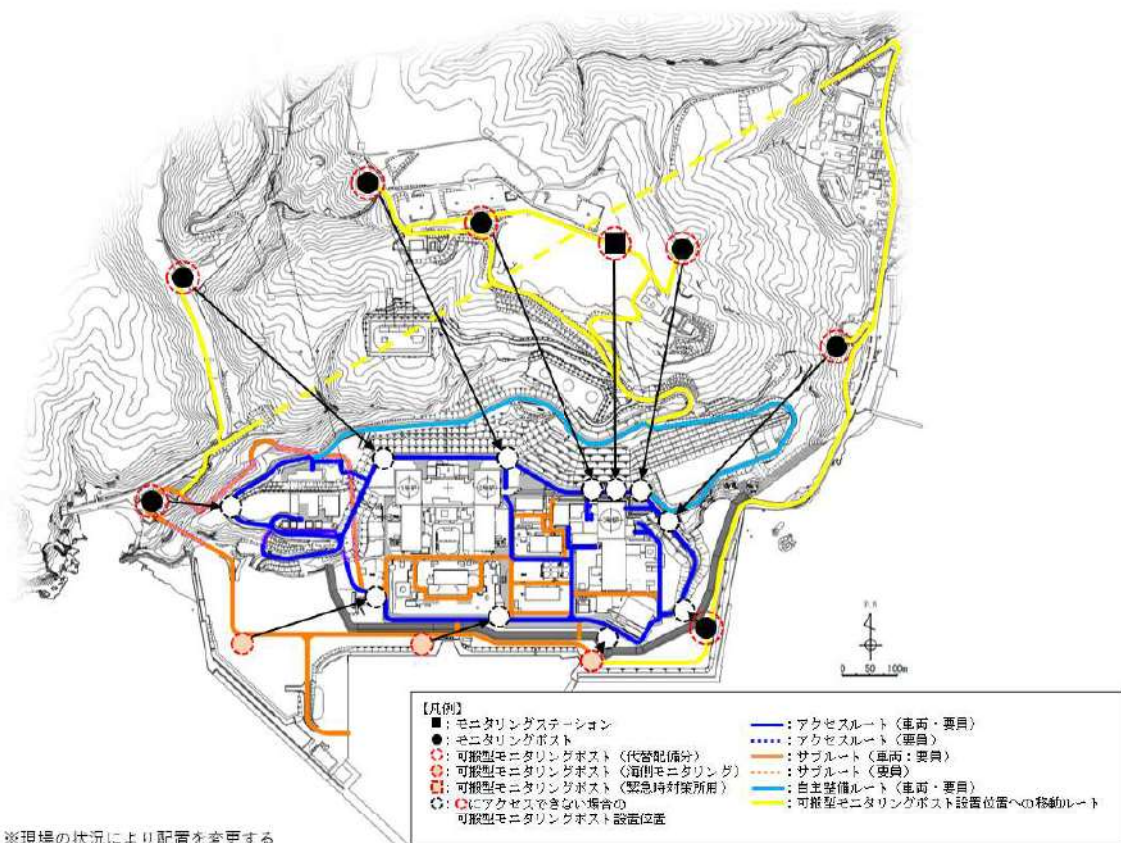 P.N
0 50 100m
【凡例】
■：モニタリングステーション
●：モニタリングポスト
：可搬型モニタリングポスト（代替配備分）
：可搬型モニタリングポスト（海側モニタリング）
：可搬型モニタリングポスト（緊急時対策所用）
：にアクセスできない場合の
可搬型モニタリングポスト設置位置
：アクセスルート（車両・要員）
：アクセスルート（要員）
：サブルート（車両・要員）
：サブルート（要員）
：自主整備ルート（車両・要員）
：可搬型モニタリングポスト設置位置への移動ルート
※現場の状況により配置を変更する